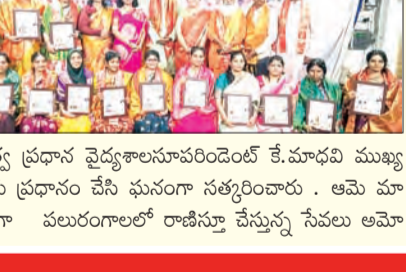 ప్రధాన వైద్యశాలసూపరిండెంట్ కే.మాధవి ముఖ్య
ప్రధానం చేసి ఘనంగా సత్కరించారు . ఆమె మా
పలురంగాలలో రాణిస్తూ చేస్తున్న సేవలు అమో